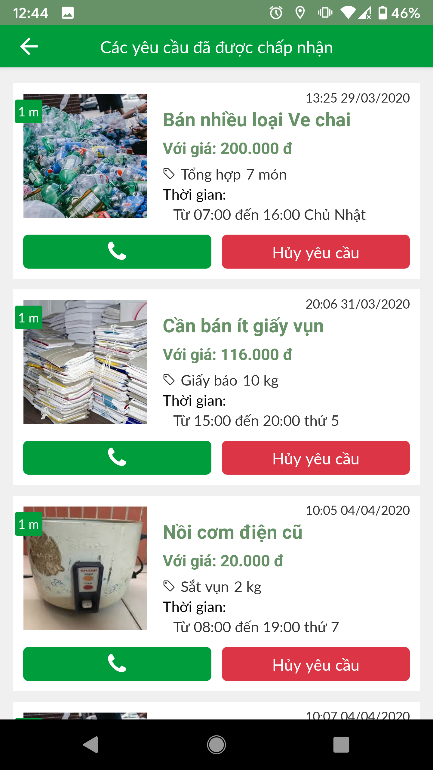 12:44 46%
Các yêu cầu đã được chấp nhận
13:25 29/03/2020
1 m
Bán nhiều loại Ve chai
Với giá: 200.000 đ
Tổng hợp 7 món
Thời gian:
Từ 07:00 đến 16:00 Chủ Nhật
Hủy yêu cầu
20:06 31/03/2020
1 m
Cần bán ít giấy vụn
Với giá: 116.000 đ
Giấy báo 10 kg
Thời gian:
Từ 15:00 đến 20:00 thứ 5
Hủy yêu cầu
10:05 04/04/2020
1 m
Nồi cơm điện cũ
Với giá: 20.000 đ
Sắt vụn 2 kg
Thời gian:
Từ 08:00 đến 19:00 thứ 7
Hủy yêu cầu
10:07 04/04/2020